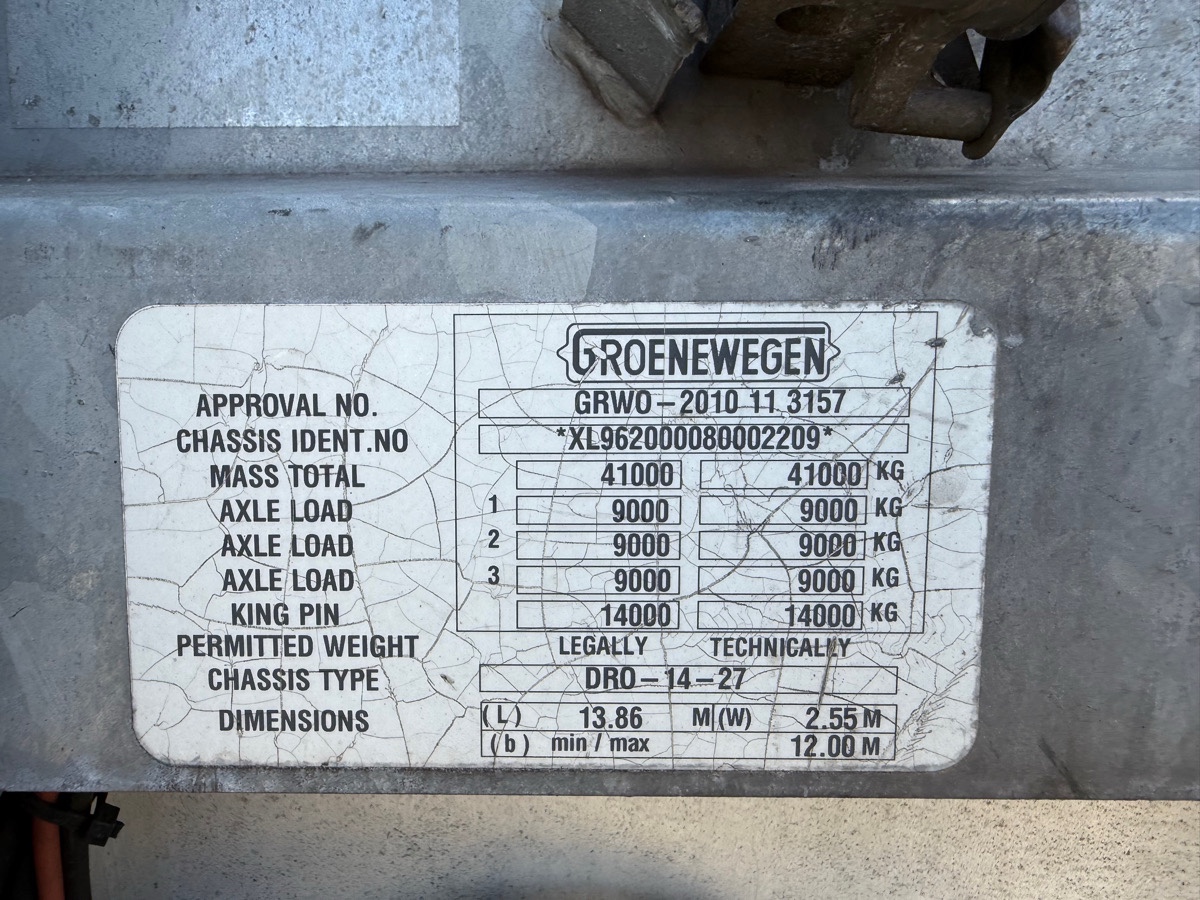 GROENEWEGEN
APPROVAL NO. GRWO-2010 11 3157
CHASSIS IDENT.NO *XL962000080002209*
MASS TOTAL 41000 41000 KG
AXLE LOAD 1 9000 9000 KG
AXLE LOAD 2 9000 9000 KG
AXLE LOAD 3 9000 9000 KG
KING PIN 14000 14000 KG
PERMITTED WEIGHT LEGALLY TECHNICALLY
CHASSIS TYPE DRO-14-27
DIMENSIONS (L) 13.86 M (W) 2.55 M
(b) min / max 12.00 M